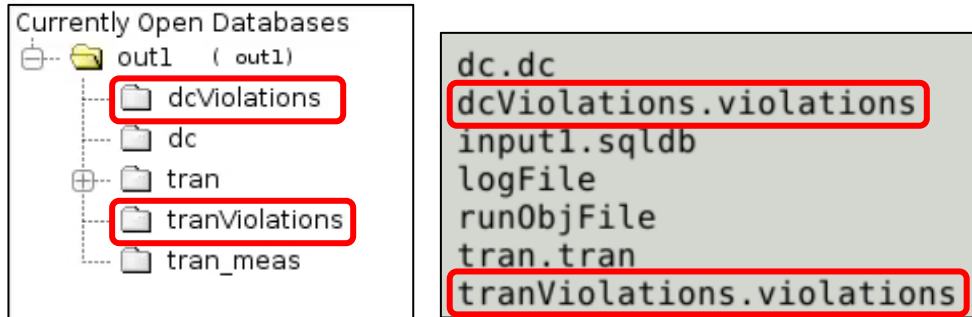 Currently Open Databases
out1 ( out1)
dcViolations
dc
tran
tranViolations
tran_meas
dc.dc
dcViolations.violations
input1.sqldb
logFile
runObjFile
tran.tran
tranViolations.violations